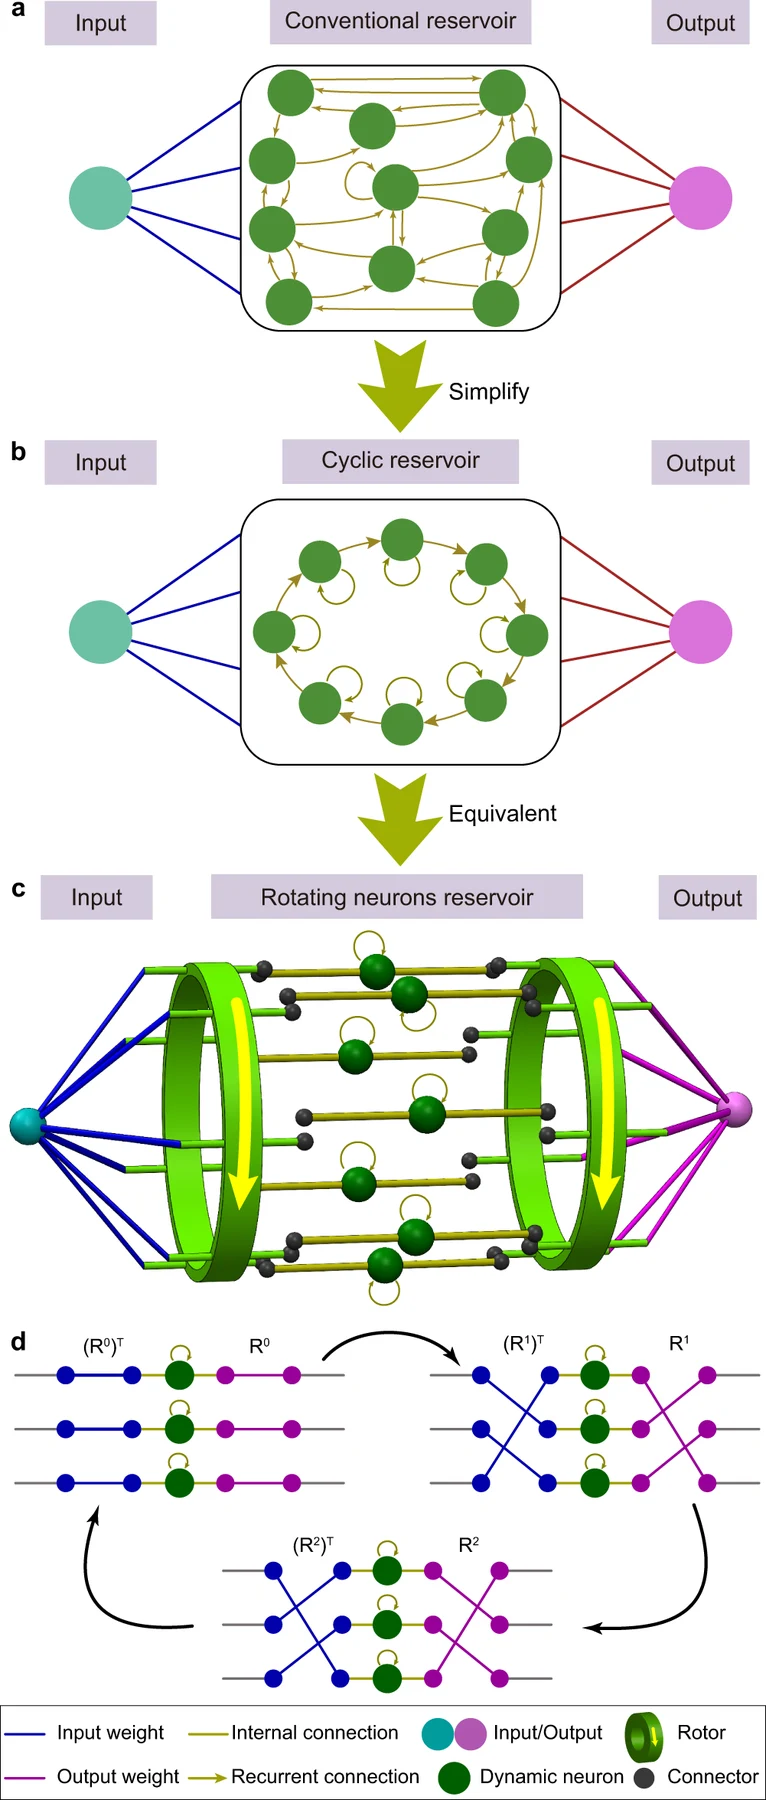 a
Input
Conventional reservoir
Output
Simplify
b
Input
Cyclic reservoir
Output
Equivalent
c
Input
Rotating neurons reservoir
Output
d
(R⁰)ᵀ
R⁰
(R¹)ᵀ
R¹
(R²)ᵀ
R²
Input weight
Internal connection
Input/Output
Rotor
Output weight
Recurrent connection
Dynamic neuron
Connector